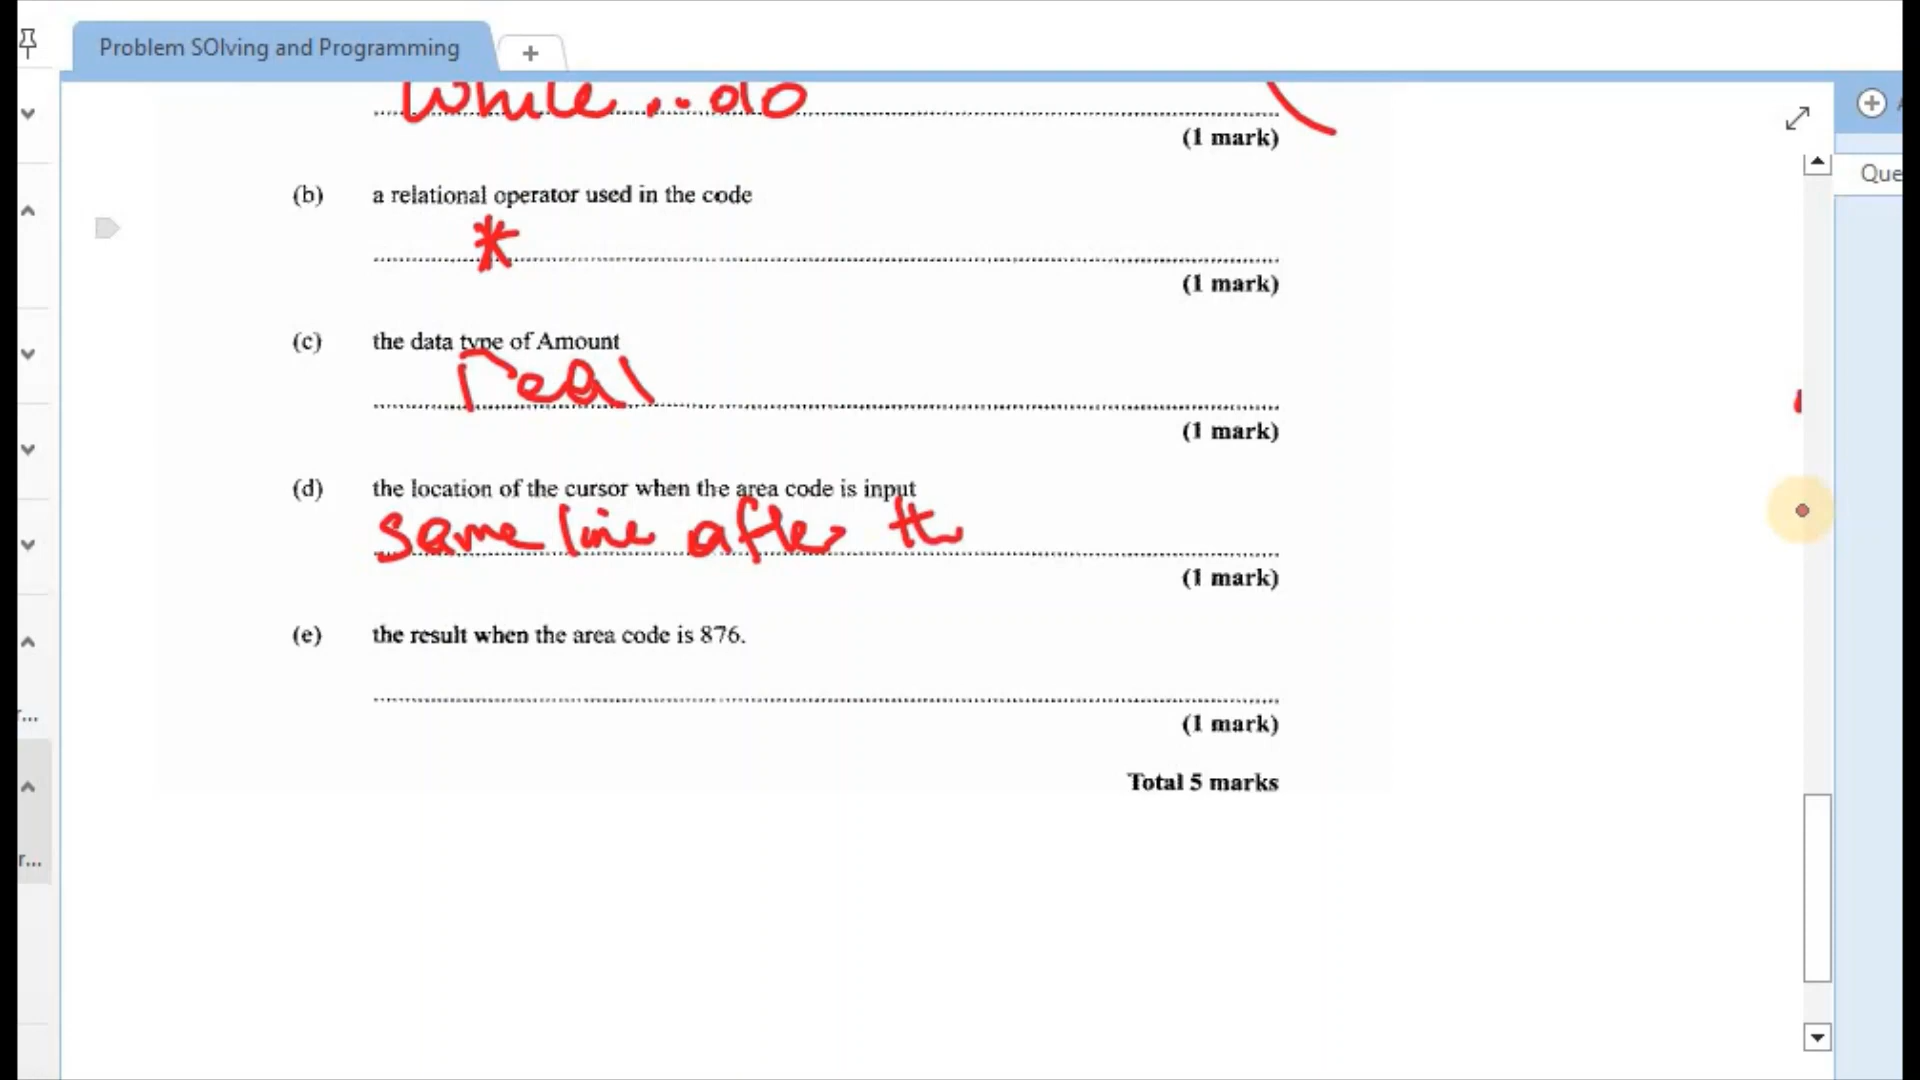 Problem SOlving and Programming
+
While .. do
(1 mark)
(b) a relational operator used in the code
*
(1 mark)
(c) the data type of Amount
real
(1 mark)
(d) the location of the cursor when the area code is input
same line after th
(1 mark)
(e) the result when the area code is 876.
(1 mark)
Total 5 marks
Que
r...
r...